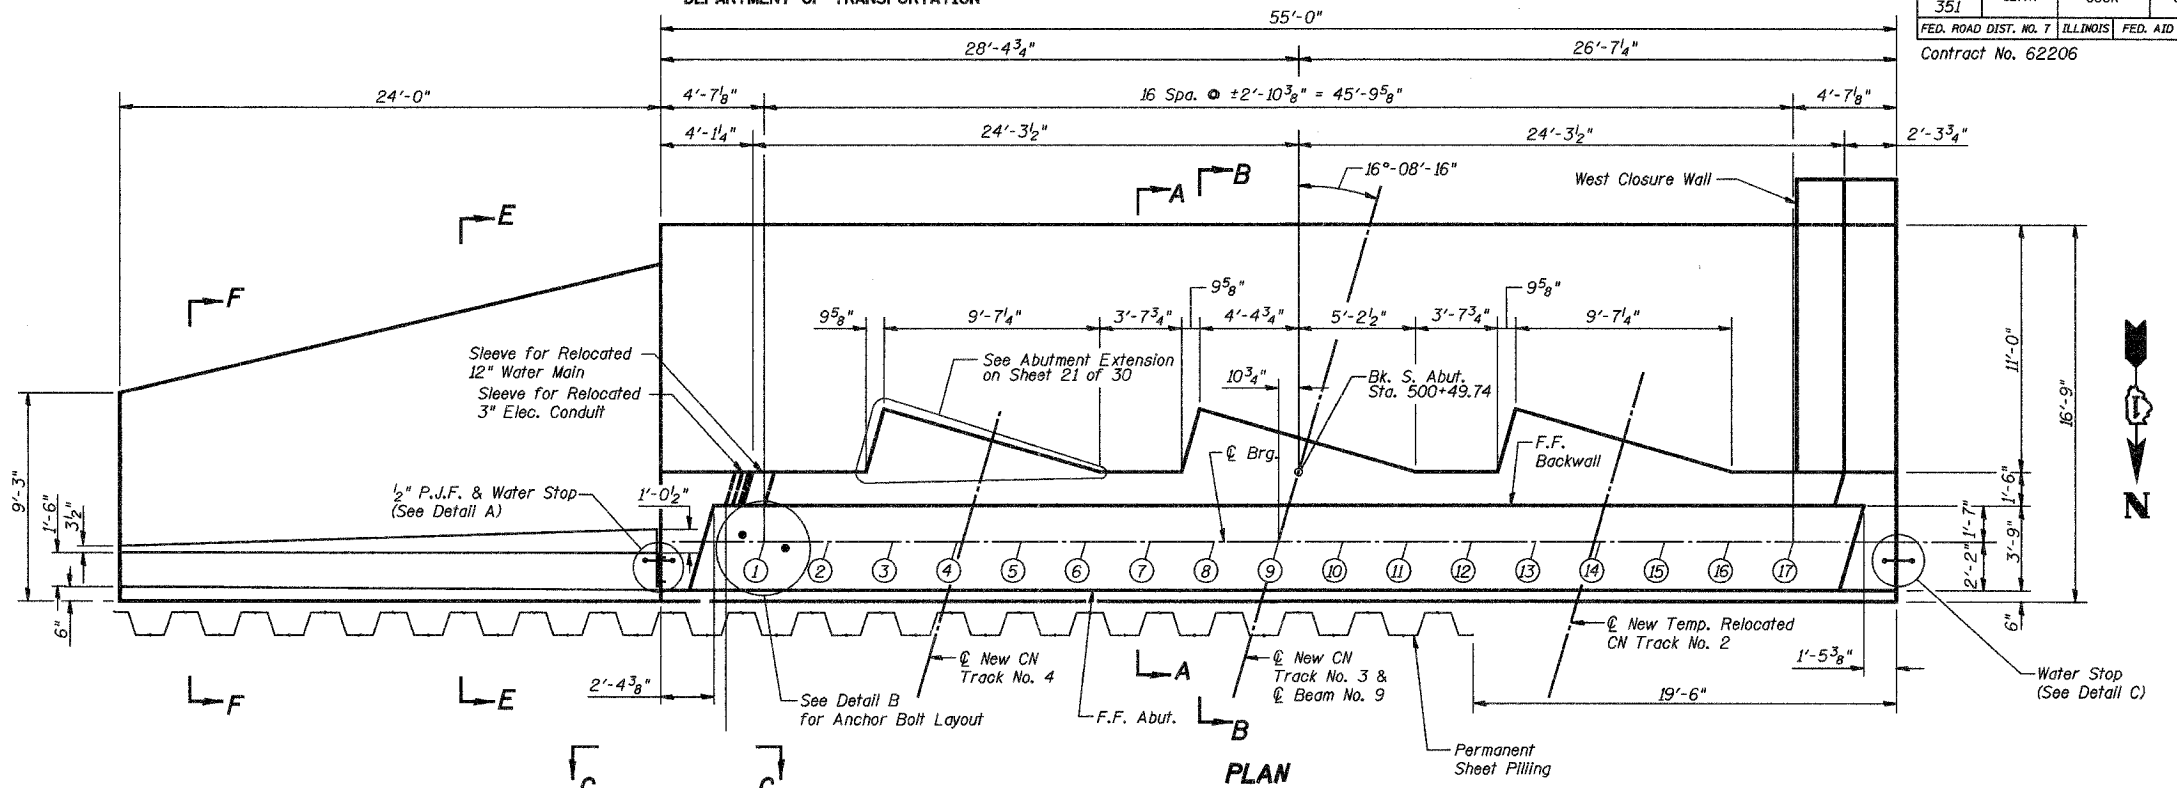 DEPARTMENT OF TRANSPORTATION
351
COOK
FED. ROAD DIST. NO. 7 ILLINOIS FED. AID
Contract No. 62206
55'-0"
28'-4¾" 26'-7¼"
24'-0" 4'-7⅛" 16 Spa. @ ±2'-10⅜" = 45'-9⅝" 4'-7⅛"
4'-1¼" 24'-3½" 24'-3½" 2'-3¾"
16°-08'-16"
West Closure Wall
A B
E
F
9⅝" 9⅝"
9⅝" 9'-7¼" 3'-7¾" 4'-4¾" 5'-2½" 3'-7¾" 9'-7¼"
Sleeve for Relocated
12" Water Main
Sleeve for Relocated
3" Elec. Conduit
See Abutment Extension
on Sheet 21 of 30
10¾"
Bk. S. Abut.
Sta. 500+49.74
11'-0"
16'-9"
℄ Brg.
F.F.
Backwall
½" P.J.F. & Water Stop
(See Detail A)
1'-0½"
9'-3"
1'-6"
3½"
6"
1'-6"
1'-7"
2'-2"
3'-9"
6"
N
1 2 3 4 5 6 7 8 9 10 11 12 13 14 15 16 17
℄ New CN
Track No. 4
℄ New CN
Track No. 3 &
℄ Beam No. 9
℄ New Temp. Relocated
CN Track No. 2
1'-5⅜"
Water Stop
(See Detail C)
F E
2'-4⅜"
A
B
See Detail B
for Anchor Bolt Layout
F.F. Abut.
19'-6"
Permanent
Sheet Piling
PLAN